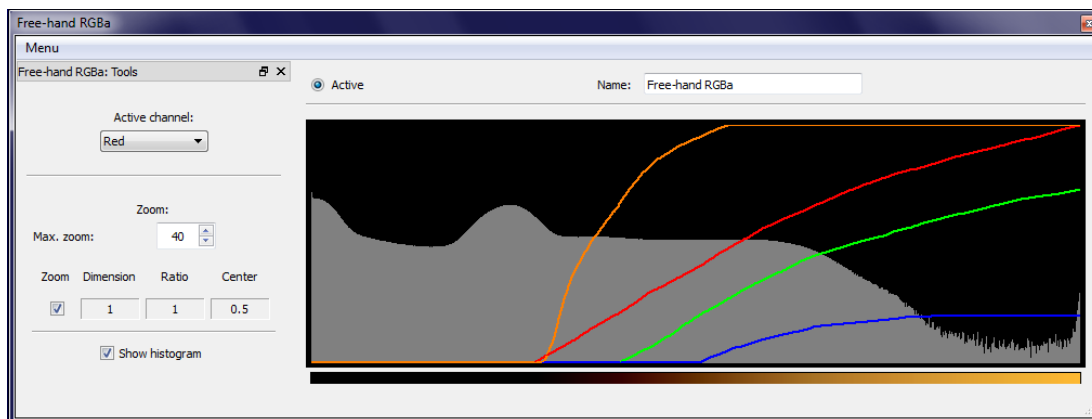 Free-hand RGBa
Menu
Free-hand RGBa: Tools
Active
Name: Free-hand RGBa
Active channel:
Red
Zoom:
Max. zoom: 40
Zoom Dimension Ratio Center
1 1 0.5
Show histogram